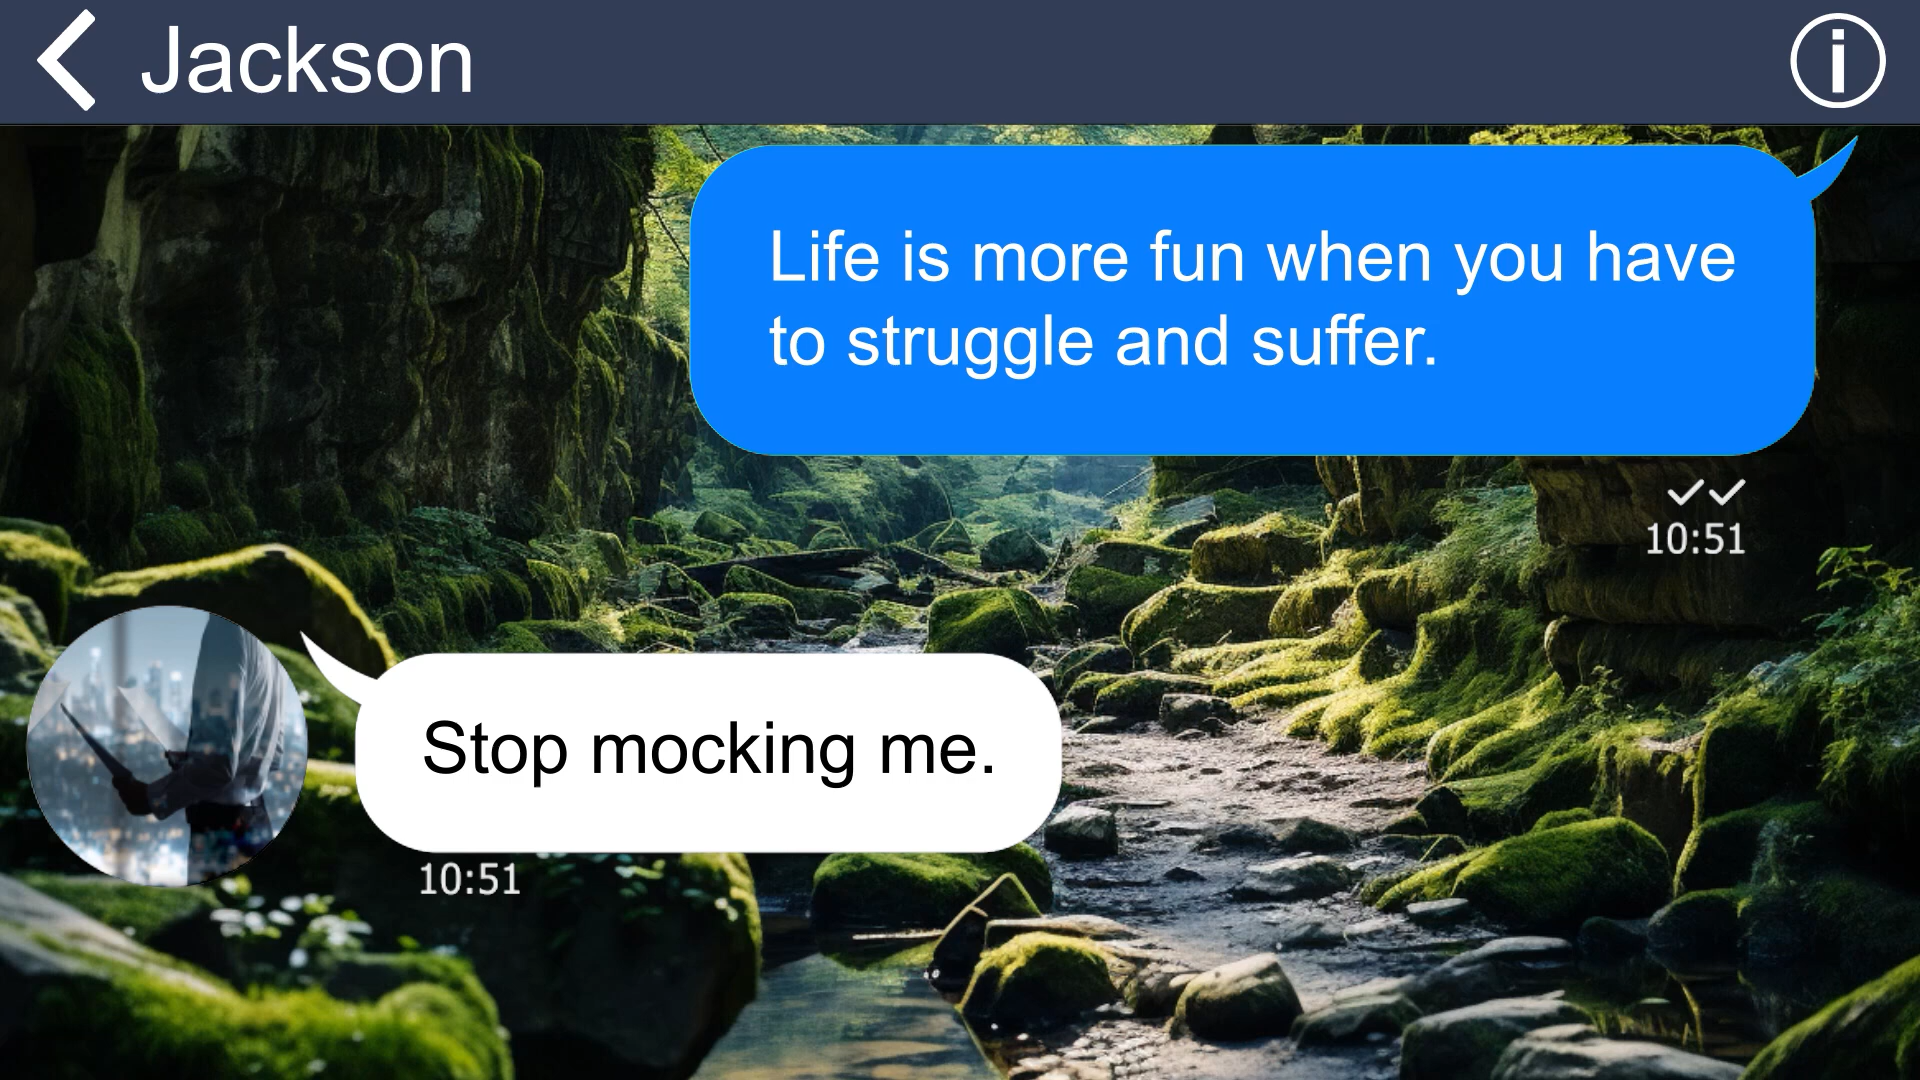 Jackson
Life is more fun when you have
to struggle and suffer.
10:51
Stop mocking me.
10:51